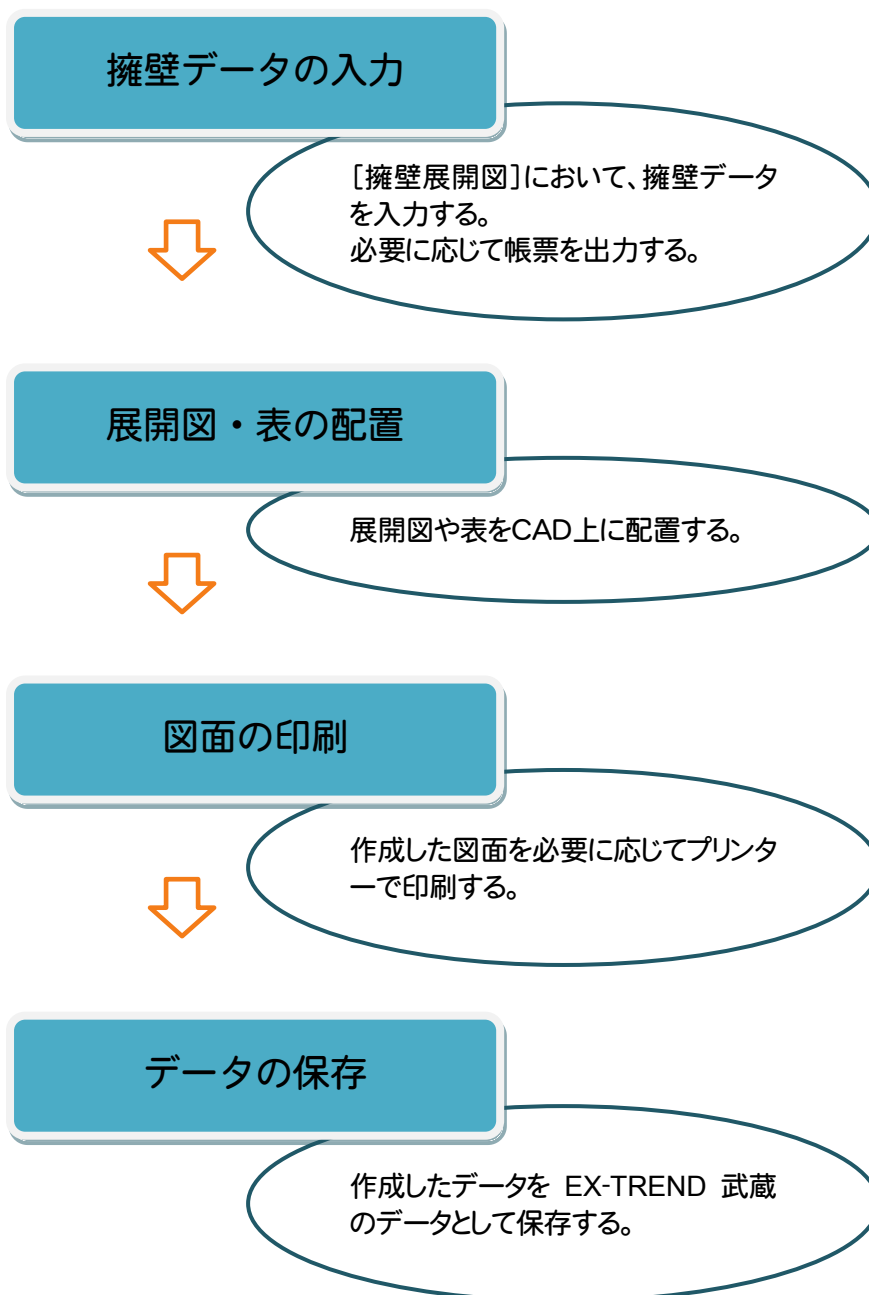 擁壁データの入力
［擁壁展開図］において、擁壁データ
を入力する。
必要に応じて帳票を出力する。
展開図・表の配置
展開図や表をCAD上に配置する。
図面の印刷
作成した図面を必要に応じてプリンタ
ーで印刷する。
データの保存
作成したデータを EX-TREND 武蔵
のデータとして保存する。